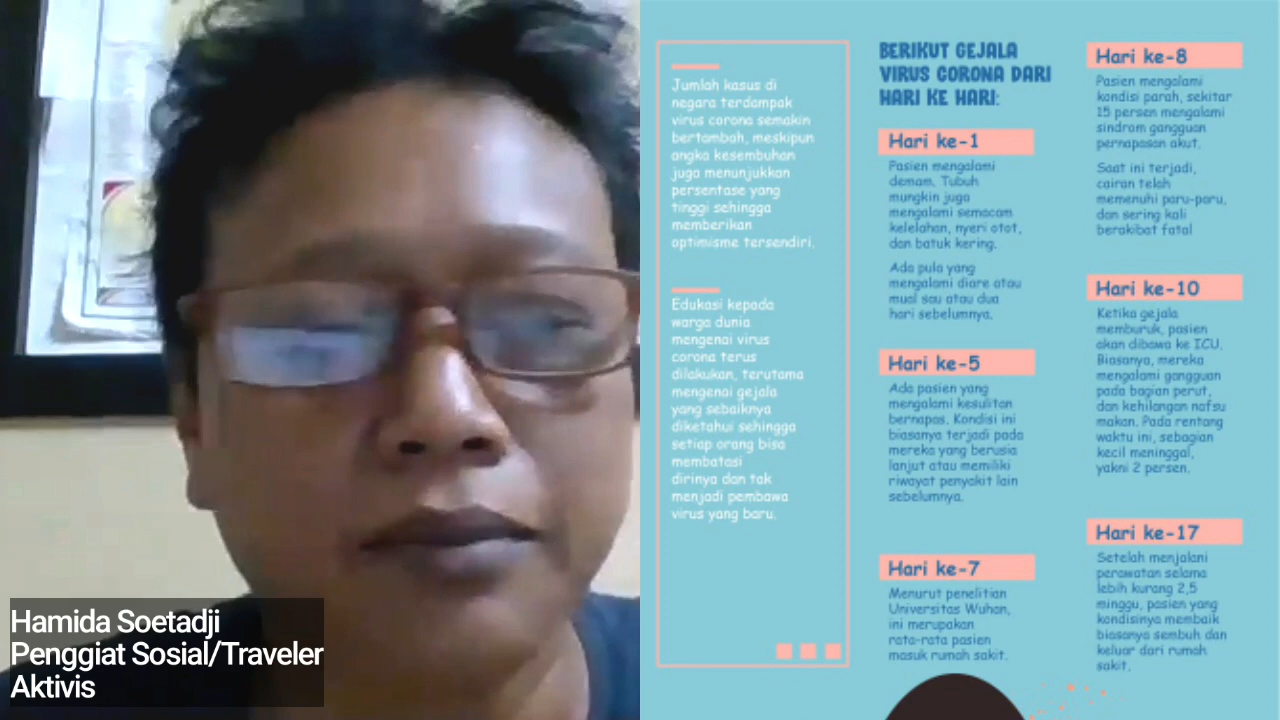 Hamida Soetadji
Penggiat Sosial/Traveler
Aktivis
Jumlah kasus di
negara terdampak
virus corona semakin
bertambah, meskipun
angka kesembuhan
juga menunjukkan
persentase yang
tinggi sehingga
memberikan
optimisme tersendiri.
Edukasi kepada
warga dunia
mengenai virus
corona terus
dilakukan, terutama
mengenai gejala
yang sebaiknya
diketahui sehingga
setiap orang bisa
membatasi
dirinya dan tak
menjadi pembawa
virus yang baru.
BERIKUT GEJALA
VIRUS CORONA DARI
HARI KE HARI:
Hari ke-1
Pasien mengalami
demam. Tubuh
mungkin juga
mengalami semacam
kelelahan, nyeri otot,
dan batuk kering.
Ada pula yang
mengalami diare atau
mual sau atau dua
hari sebelumnya.
Hari ke-5
Ada pasien yang
mengalami kesulitan
bernapas. Kondisi ini
biasanya terjadi pada
mereka yang berusia
lanjut atau memiliki
riwayat penyakit lain
sebelumnya.
Hari ke-7
Menurut penelitian
Universitas Wuhan,
ini merupakan
rata-rata pasien
masuk rumah sakit.
Hari ke-8
Pasien mengalami
kondisi parah, sekitar
15 persen mengalami
sindrom gangguan
pernapasan akut.
Saat ini terjadi,
cairan telah
memenuhi paru-paru,
dan sering kali
berakibat fatal
Hari ke-10
Ketika gejala
memburuk, pasien
akan dibawa ke ICU.
Biasanya, mereka
mengalami gangguan
pada bagian perut,
dan kehilangan nafsu
makan. Pada rentang
waktu ini, sebagian
kecil meninggal,
yakni 2 persen.
Hari ke-17
Setelah menjalani
perawatan selama
lebih kurang 2,5
minggu, pasien yang
kondisinya membaik
biasanya sembuh dan
keluar dari rumah
sakit.